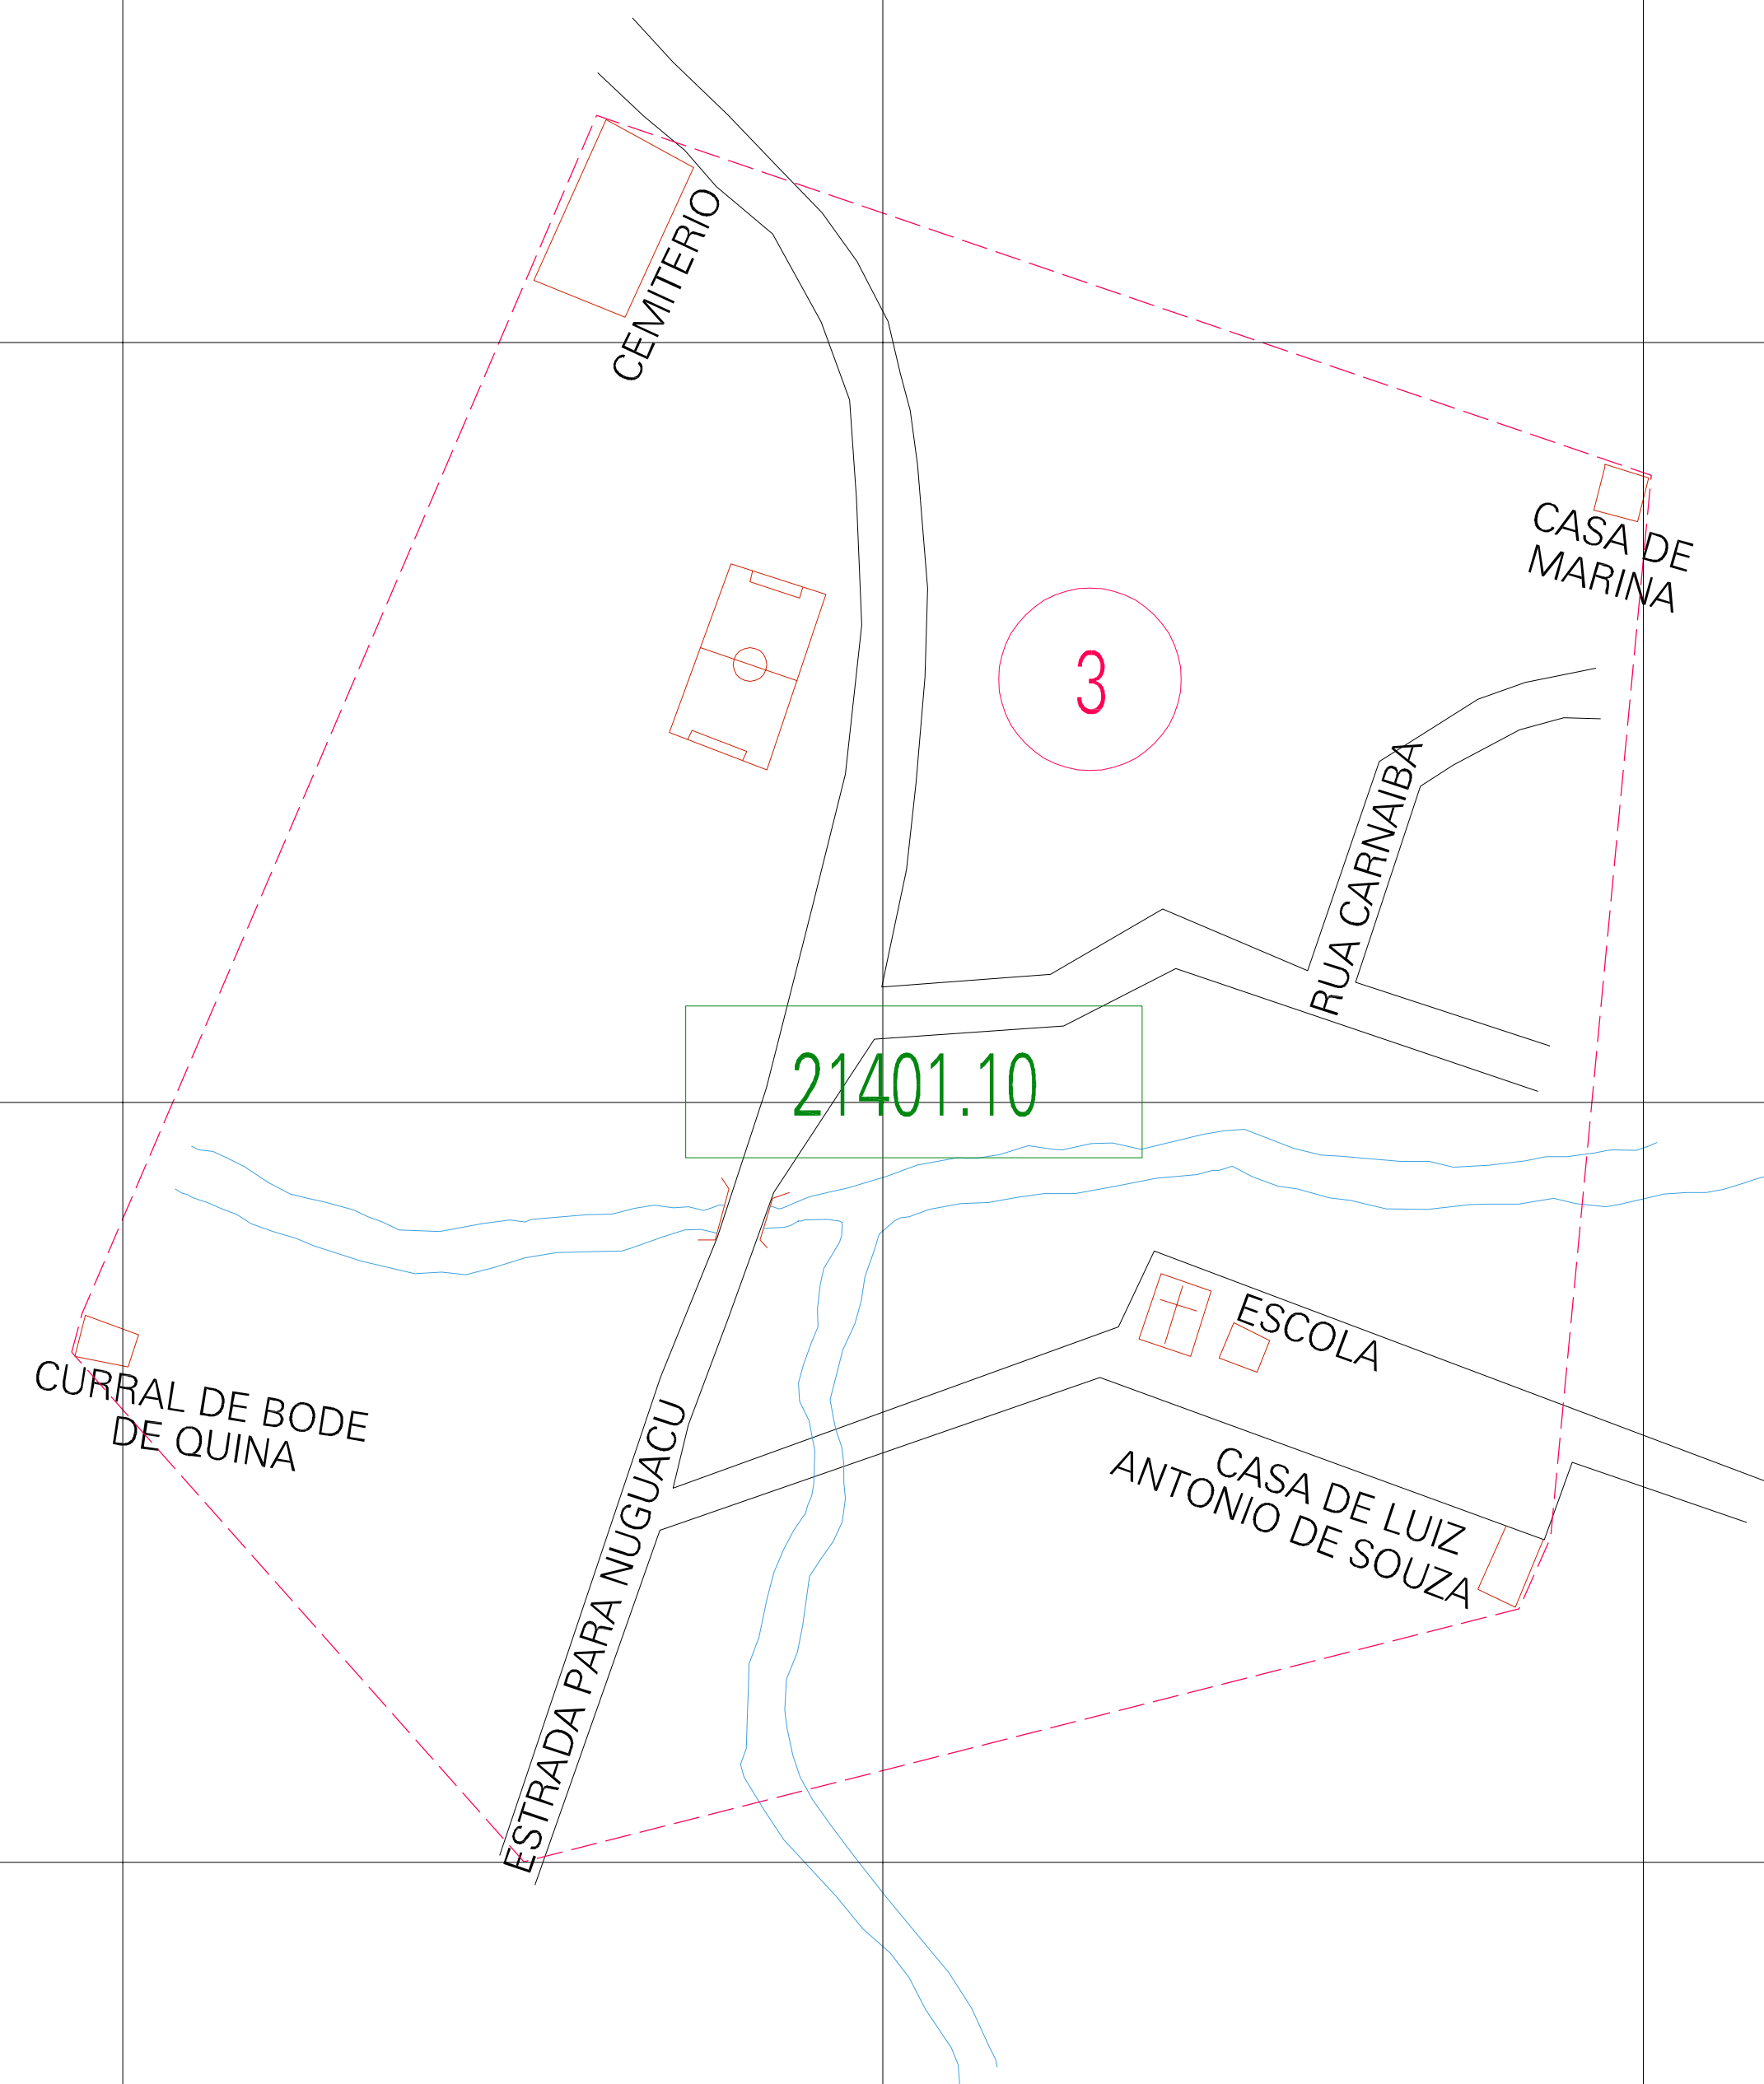 CEMITERIO
CASA DE
MARINA
3
RUA CARNAIBA
21401.10
ESCOLA
CURRAL DE BODE
DE QUINA
CASA DE LUIZ
ANTONIO DE SOUZA
ESTRADA PARA NUGUACU